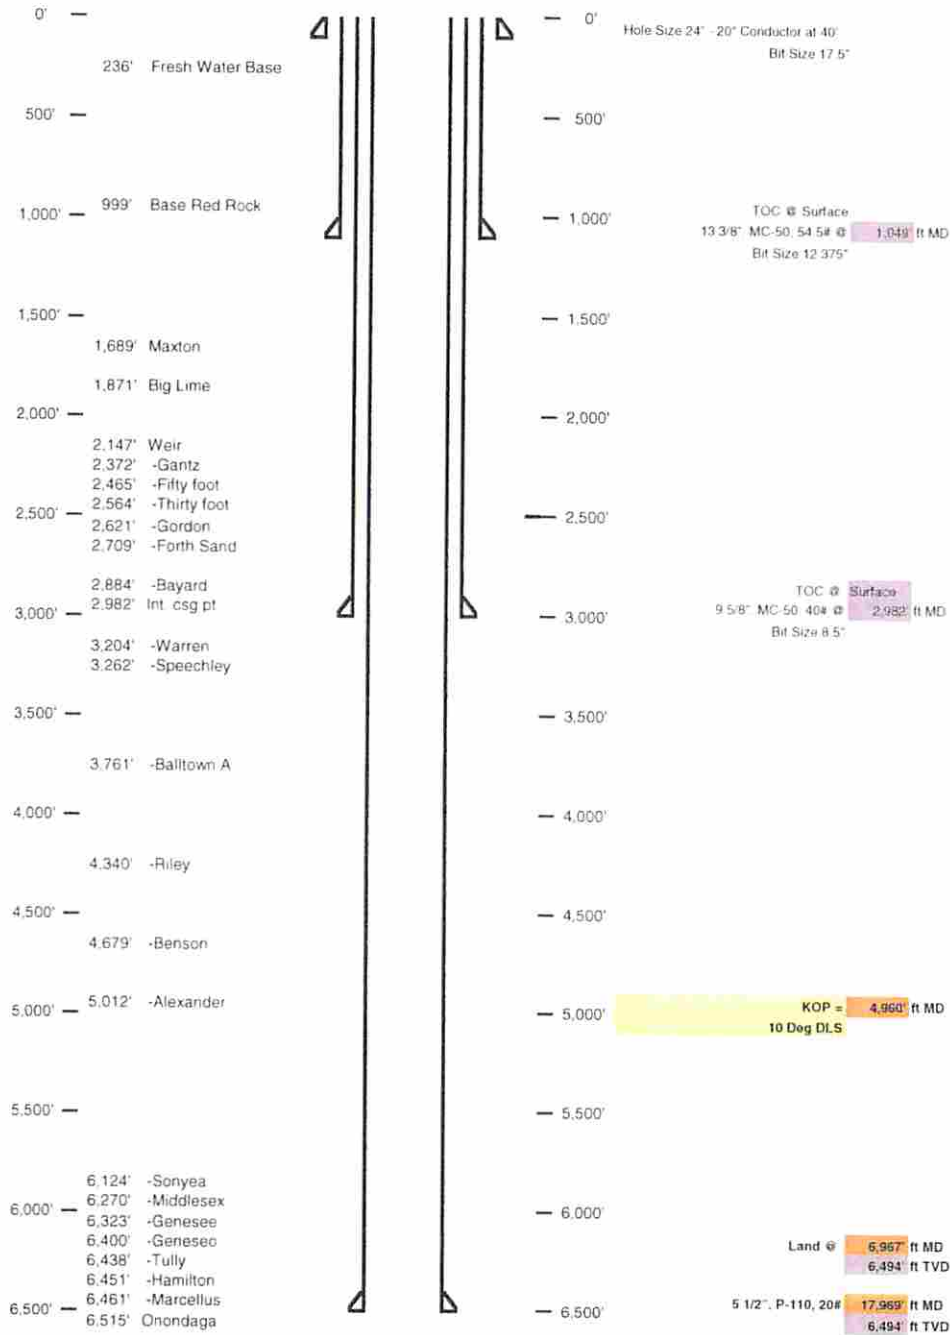 0' 0'
Hole Size 24" - 20" Conductor at 40'
Bit Size 17.5"
236' Fresh Water Base
500' 500'
999' Base Red Rock
1,000' 1,000'
TOC @ Surface
13 3/8" MC-50, 54.5# @ 1,049' ft MD
Bit Size 12.375"
1,500' 1,500'
1,689' Maxton
1,871' Big Lime
2,000' 2,000'
2,147' Weir
2,372' -Gantz
2,465' -Fifty foot
2,564' -Thirty foot
2,500' 2,500'
2,621' -Gordon
2,709' -Forth Sand
2,884' -Bayard
2,982' Int. csg pt
TOC @ Surface
9 5/8" MC-50, 40# @ 2,982' ft MD
Bit Size 8.5"
3,000' 3,000'
3,204' -Warren
3,262' -Speechley
3,500' 3,500'
3,761' -Balltown A
4,000' 4,000'
4,340' -Riley
4,500' 4,500'
4,679' -Benson
5,012' -Alexander
5,000' 5,000'
KOP = 4,960' ft MD
10 Deg DLS
5,500' 5,500'
6,124' -Sonyea
6,270' -Middlesex
6,000' 6,000'
6,323' -Genesee
6,400' -Geneseo
6,438' -Tully
6,451' -Hamilton
6,461' -Marcellus
Land @ 6,967' ft MD
6,494' ft TVD
6,500' 6,500'
6,515' Onondaga
5 1/2", P-110, 20# 17,969' ft MD
6,494' ft TVD